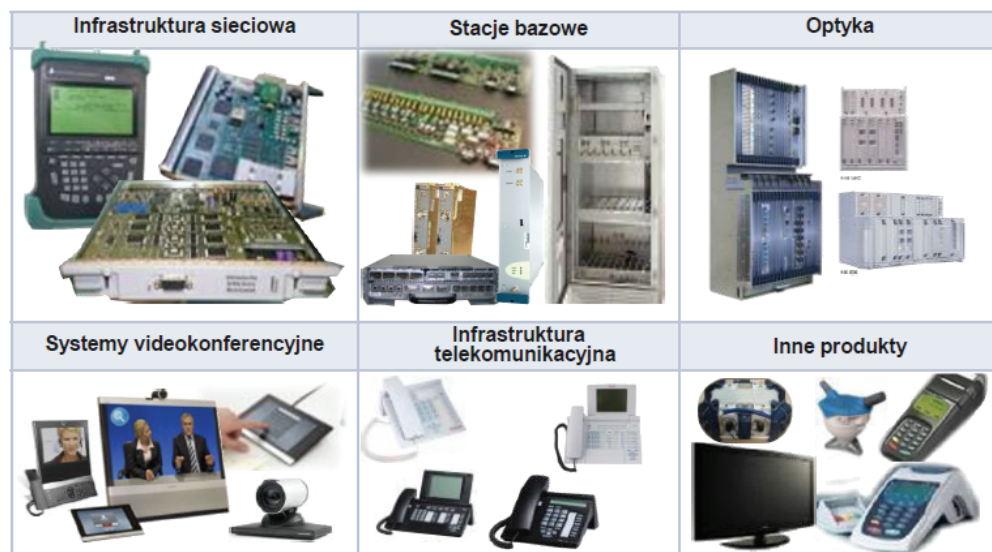 Infrastruktura sieciowa
Stacje bazowe
Optyka
Systemy videokonferencyjne
Infrastruktura
telekomunikacyjna
Inne produkty